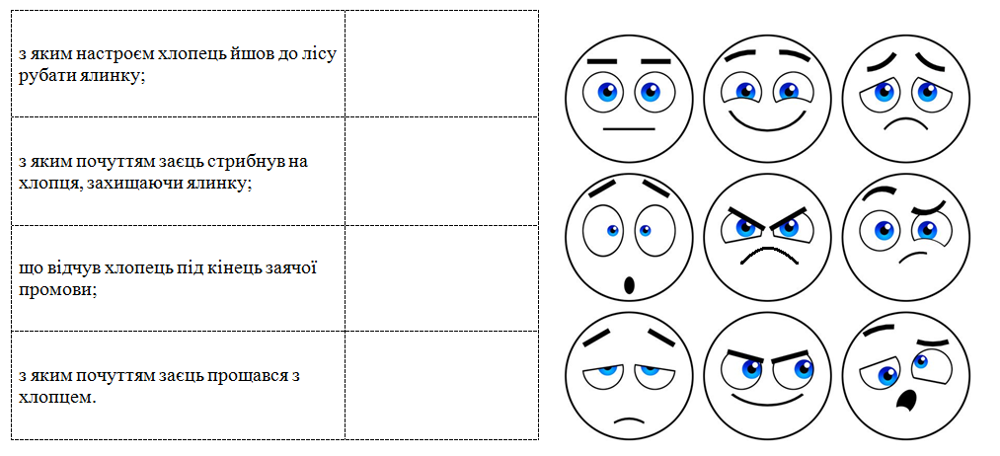 з яким настроєм хлопець йшов до лісу
рубати ялинку;
з яким почуттям заєць стрибнув на
хлопця, захищаючи ялинку;
що відчув хлопець під кінець заячої
промови;
з яким почуттям заєць прощався з
хлопцем.